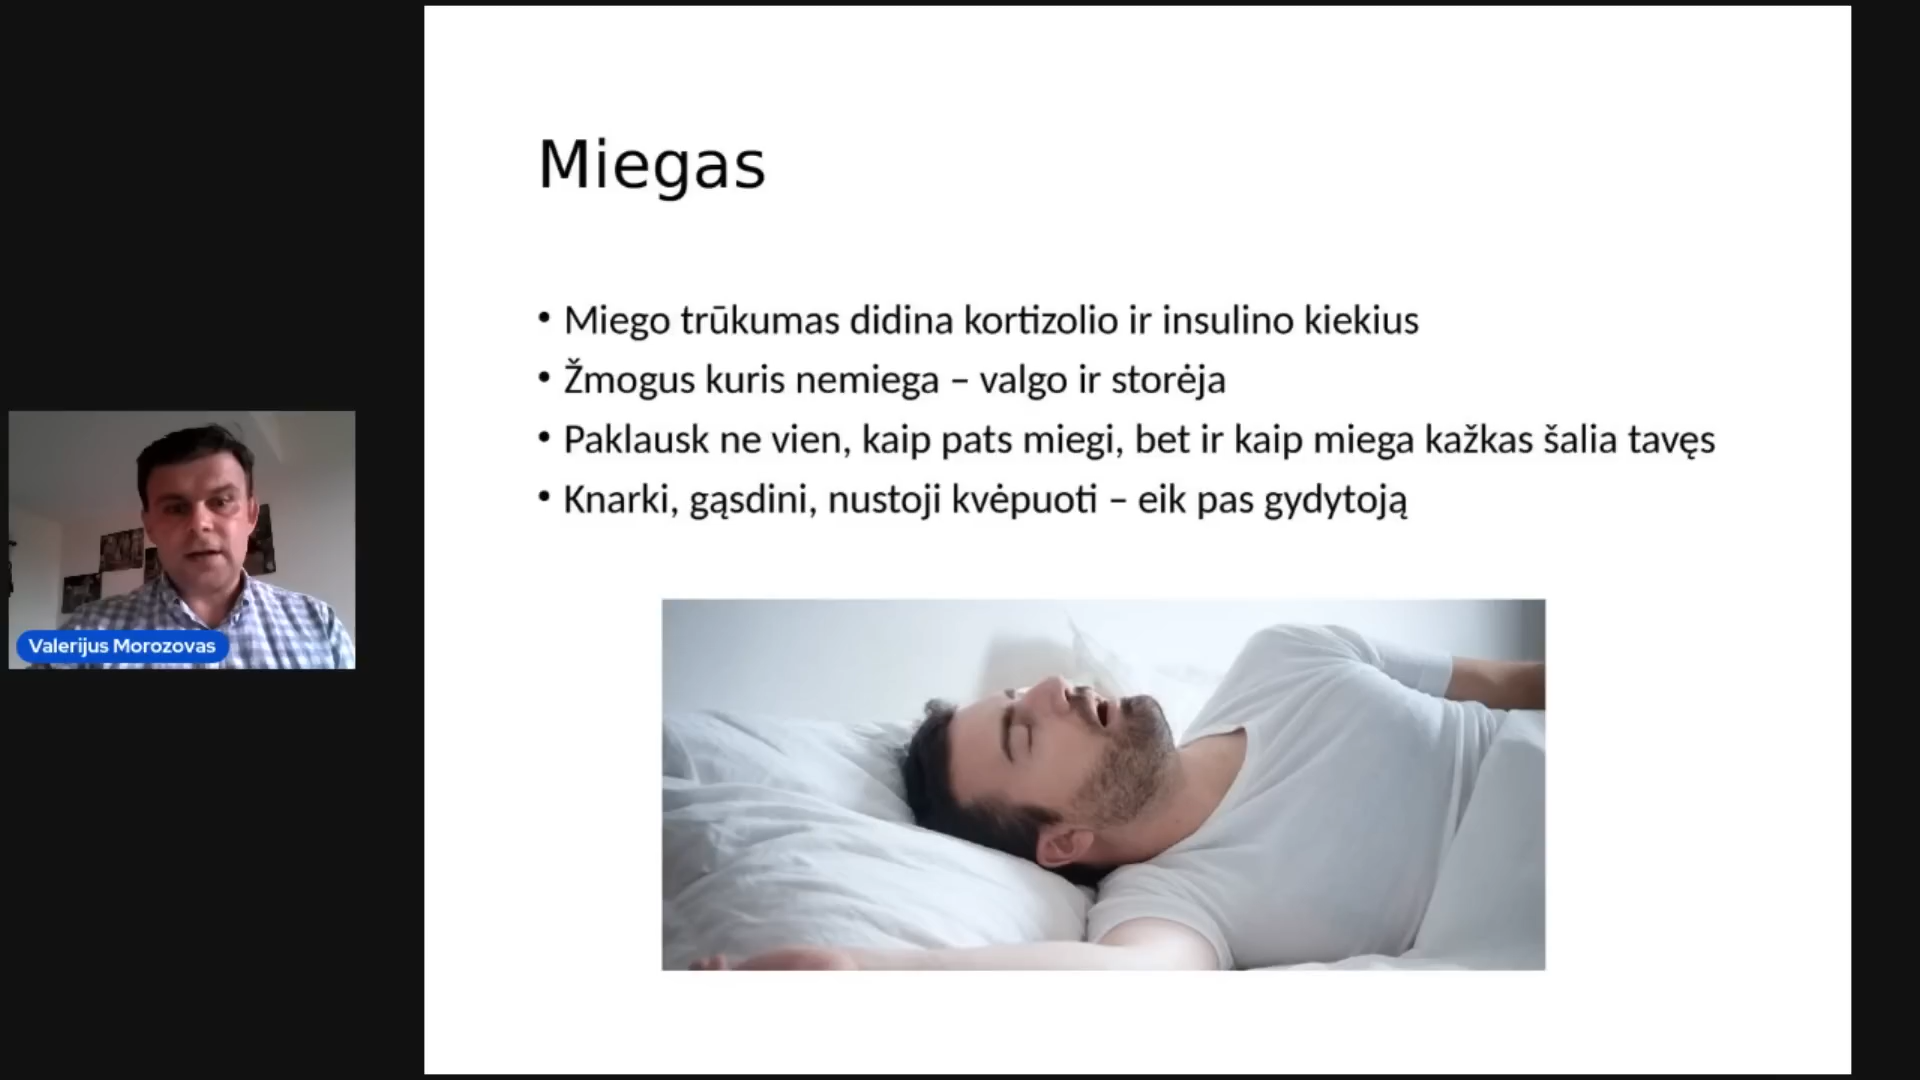 Miegas
• Miego trūkumas didina kortizolio ir insulino kiekius
• Žmogus kuris nemiega – valgo ir storėja
• Paklausk ne vien, kaip pats miegi, bet ir kaip miega kažkas šalia tavęs
• Knarki, gąsdini, nustoji kvėpuoti – eik pas gydytoją
Valerijus Morozovas